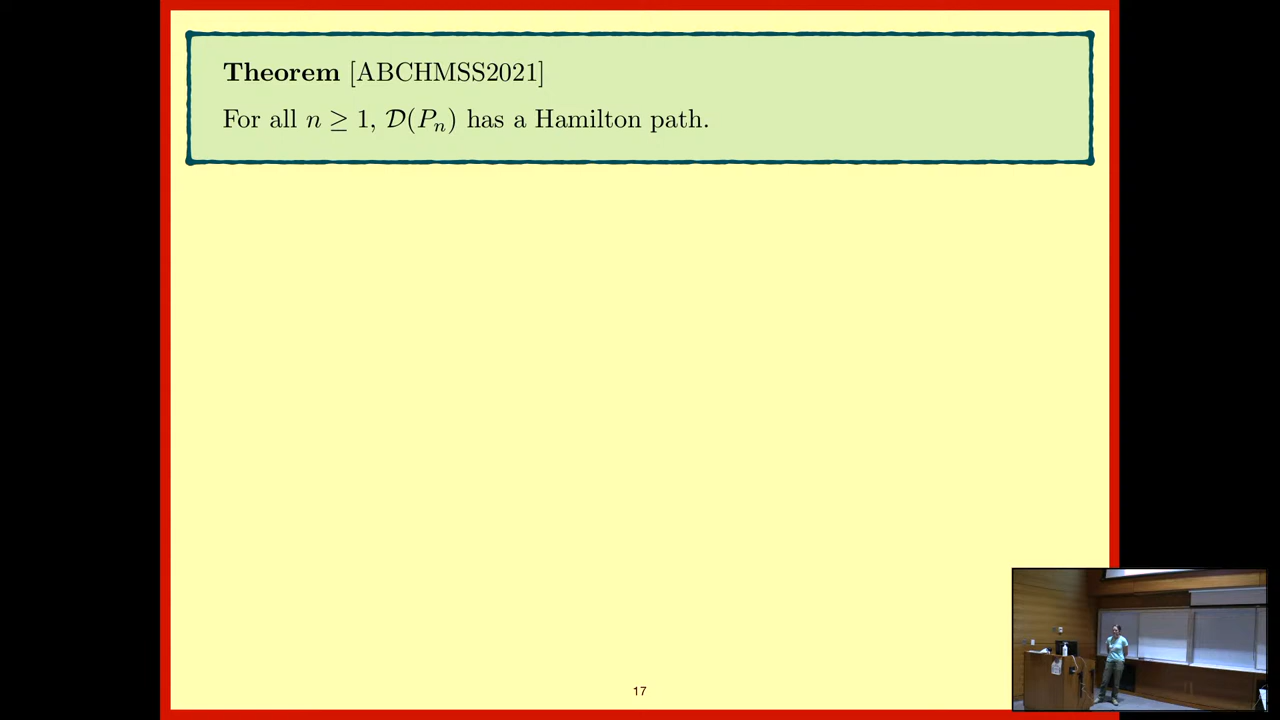 Theorem [ABCHMSS2021]
For all n ≥ 1, 𝒟(Pₙ) has a Hamilton path.
17